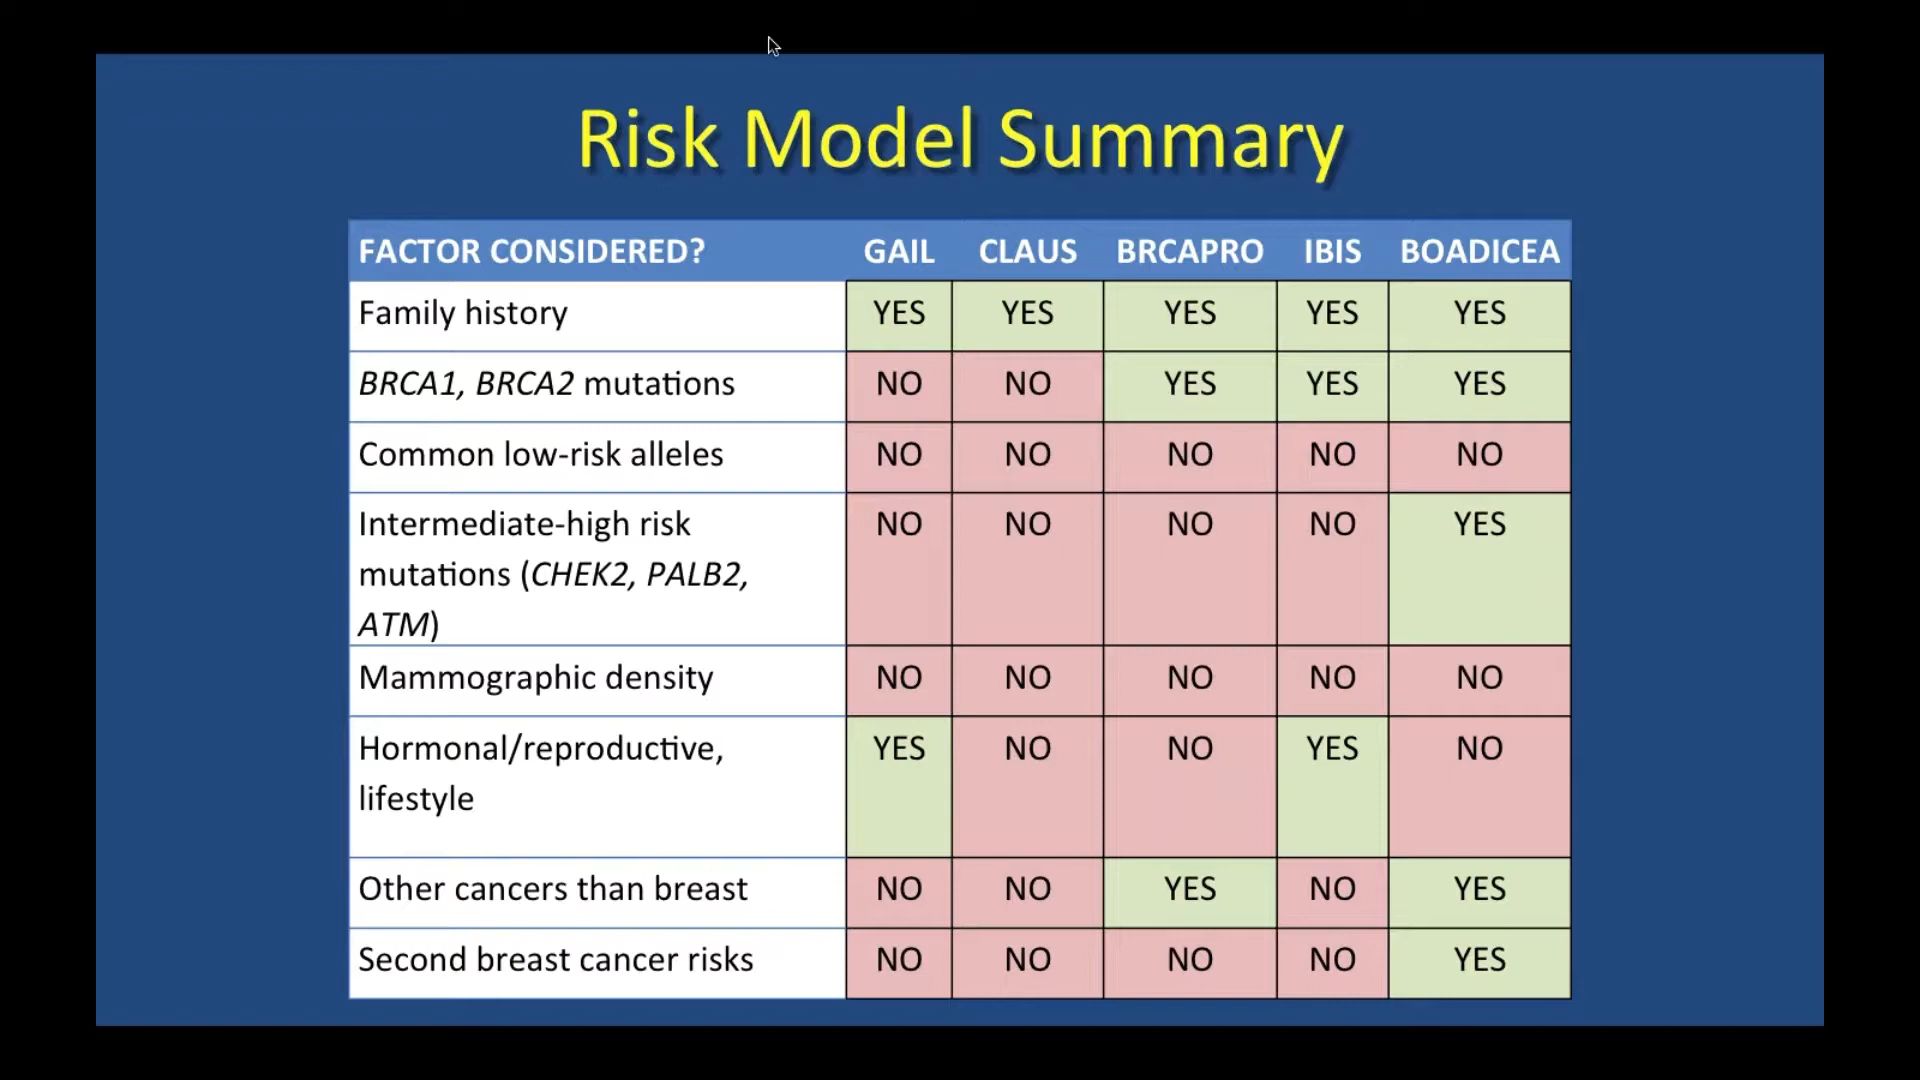 Risk Model Summary
FACTOR CONSIDERED? GAIL CLAUS BRCAPRO IBIS BOADICEA
Family history YES YES YES YES YES
BRCA1, BRCA2 mutations NO NO YES YES YES
Common low-risk alleles NO NO NO NO NO
Intermediate-high risk NO NO NO NO YES
mutations (CHEK2, PALB2,
ATM)
Mammographic density NO NO NO NO NO
Hormonal/reproductive, YES NO NO YES NO
lifestyle
Other cancers than breast NO NO YES NO YES
Second breast cancer risks NO NO NO NO YES